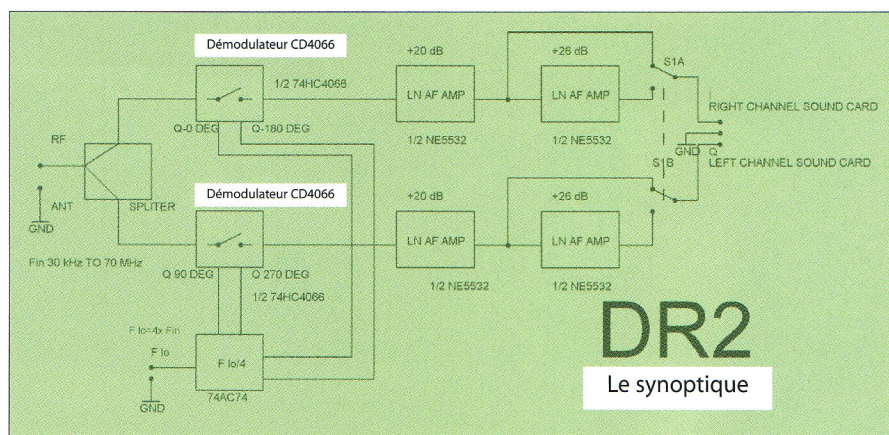 Démodulateur CD4066
+20 dB
+26 dB
S1A
1/2 74HC4066
LN AF AMP
LN AF AMP
RIGHT CHANNEL SOUND CARD
Q-0 DEG
Q-180 DEG
1/2 NE5532
1/2 NE5532
RF
GND
Q
LEFT CHANNEL SOUND CARD
S1B
Démodulateur CD4066
+20 dB
+26 dB
ANT
SPLITER
GND
LN AF AMP
LN AF AMP
Fin 30 kHz TO 70 MHz
Q 90 DEG
Q 270 DEG
1/2 NE5532
1/2 NE5532
1/2 74HC4066
F lo=4x Fin
F lo
F lo/4
74AC74
GND
DR2
Le synoptique